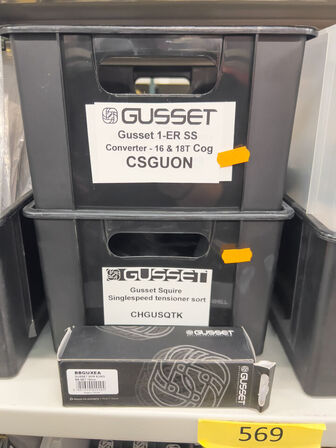 GUSSET
Gusset 1-ER SS
Converter - 16 & 18T Cog
CSGUON
GUSSET
Gusset Squire
Singlespeed tensioner sort
CHGUSQTK
GUSSET
BBGUXEA
GUSSET
569